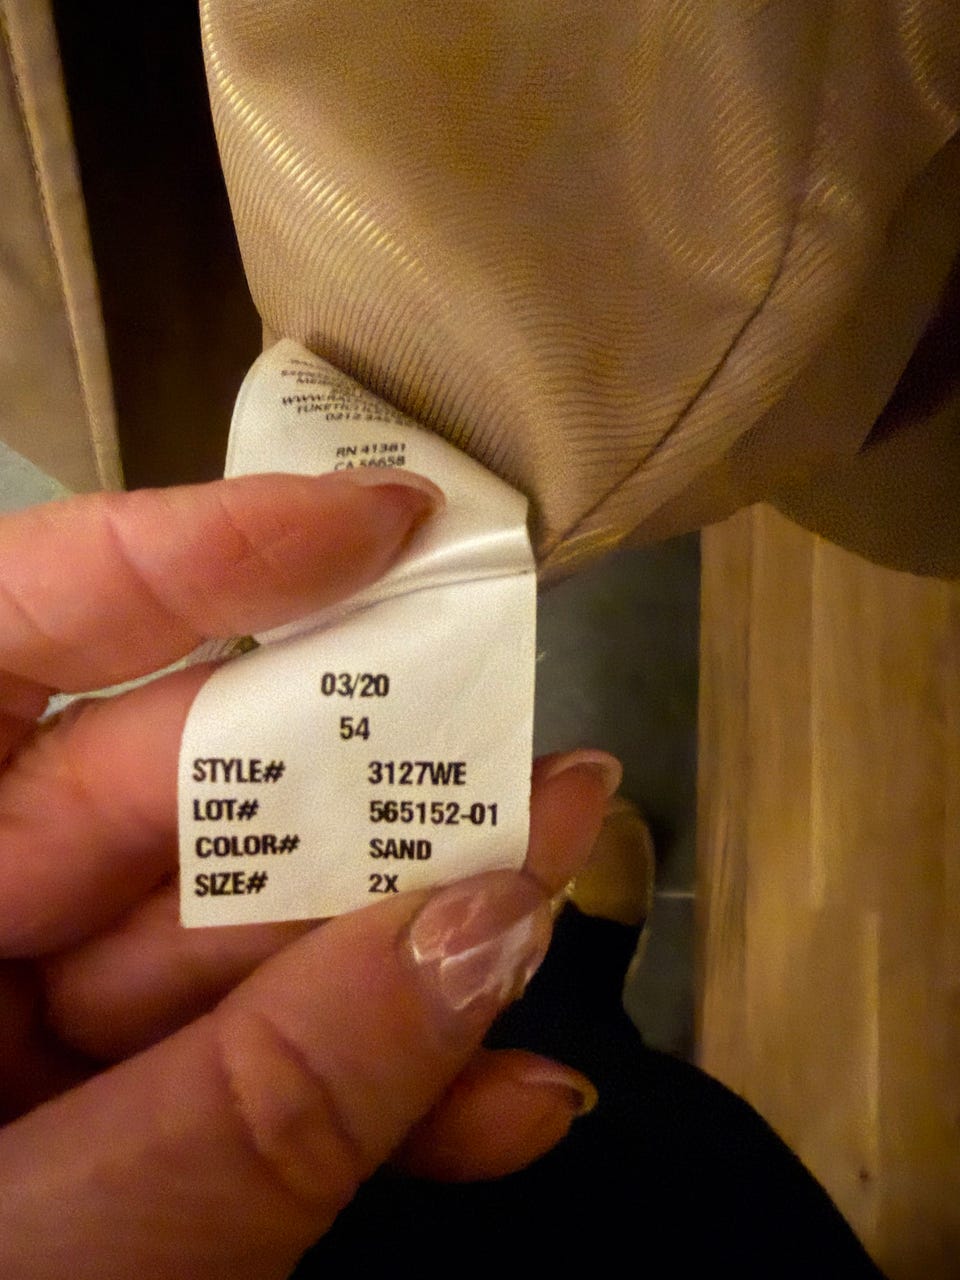 RN 41381
CA 56658
03/20
54
STYLE# 3127WE
LOT# 565152-01
COLOR# SAND
SIZE# 2X